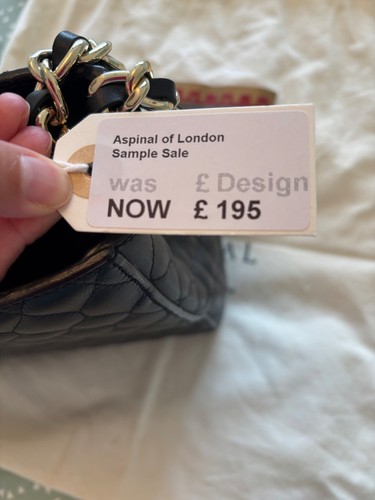 Aspinal of London
Sample Sale
was £ Design
NOW £ 195